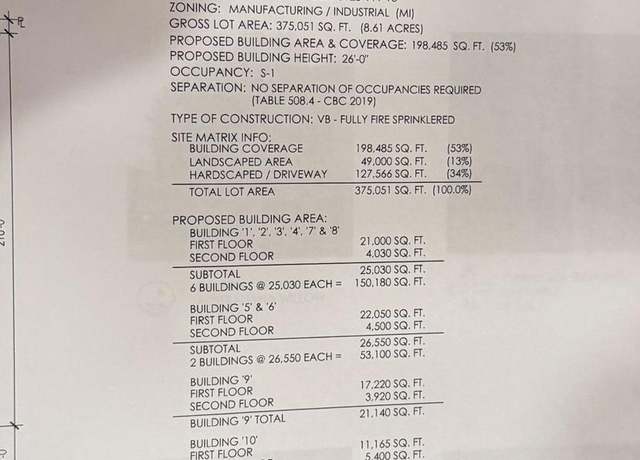 ZONING: MANUFACTURING / INDUSTRIAL (MI)
GROSS LOT AREA: 375,051 SQ. FT. (8.61 ACRES)
PROPOSED BUILDING AREA & COVERAGE: 198,485 SQ. FT. (53%)
PROPOSED BUILDING HEIGHT: 26'-0"
OCCUPANCY: S-1
SEPARATION: NO SEPARATION OF OCCUPANCIES REQUIRED
(TABLE 508.4 - CBC 2019)
TYPE OF CONSTRUCTION: VB - FULLY FIRE SPRINKLERED
SITE MATRIX INFO:
BUILDING COVERAGE 198,485 SQ. FT. (53%)
LANDSCAPED AREA 49,000 SQ. FT. (13%)
HARDSCAPED / DRIVEWAY 127,566 SQ. FT. (34%)
TOTAL LOT AREA 375,051 SQ. FT. (100.0%)
PROPOSED BUILDING AREA:
BUILDING '1', '2', '3', '4', '7' & '8'
FIRST FLOOR 21,000 SQ. FT.
SECOND FLOOR 4,030 SQ. FT.
SUBTOTAL 25,030 SQ. FT.
6 BUILDINGS @ 25,030 EACH = 150,180 SQ. FT.
BUILDING '5' & '6'
FIRST FLOOR 22,050 SQ. FT.
SECOND FLOOR 4,500 SQ. FT.
SUBTOTAL 26,550 SQ. FT.
2 BUILDINGS @ 26,550 EACH = 53,100 SQ. FT.
BUILDING '9'
FIRST FLOOR 17,220 SQ. FT.
SECOND FLOOR 3,920 SQ. FT.
BUILDING '9' TOTAL 21,140 SQ. FT.
BUILDING '10'
FIRST FLOOR 11,165 SQ. FT.
5,400 SQ. FT.